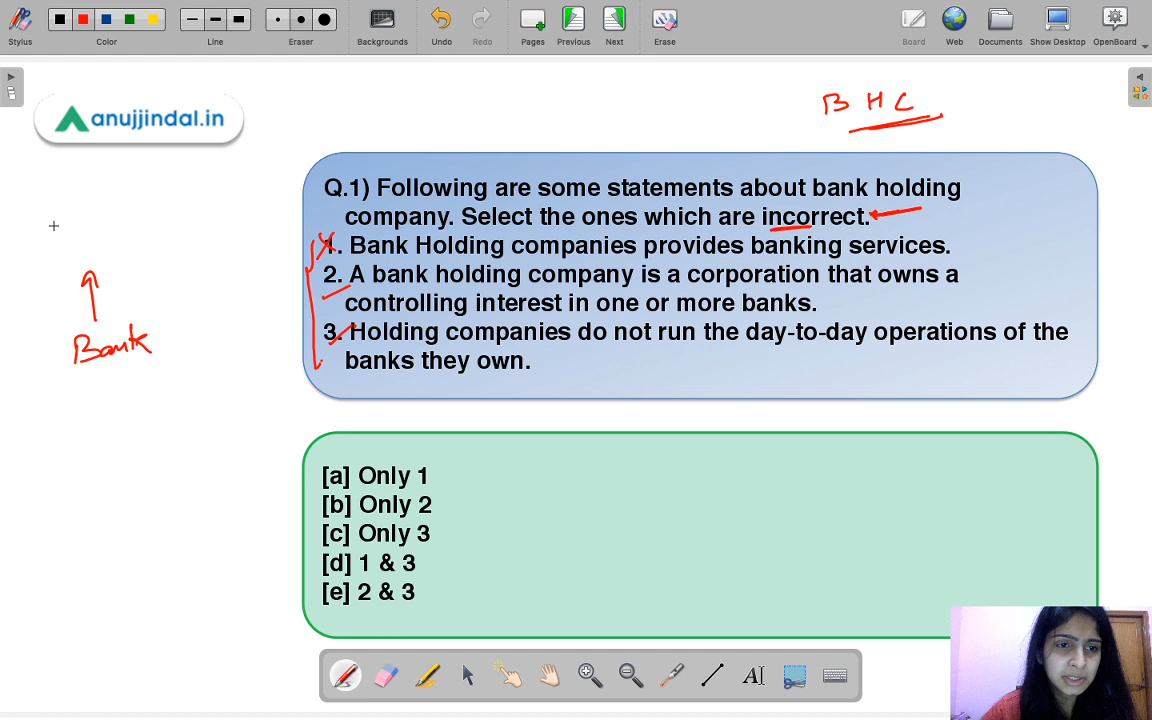 Stylus Color Line Eraser Backgrounds Undo Redo Pages Previous Next Erase Board Web Documents Show Desktop OpenBoard
anujjindal.in
B H C
Q.1) Following are some statements about bank holding
company. Select the ones which are incorrect.
1. Bank Holding companies provides banking services.
2. A bank holding company is a corporation that owns a
controlling interest in one or more banks.
3. Holding companies do not run the day-to-day operations of the
banks they own.
Bank
[a] Only 1
[b] Only 2
[c] Only 3
[d] 1 & 3
[e] 2 & 3
A